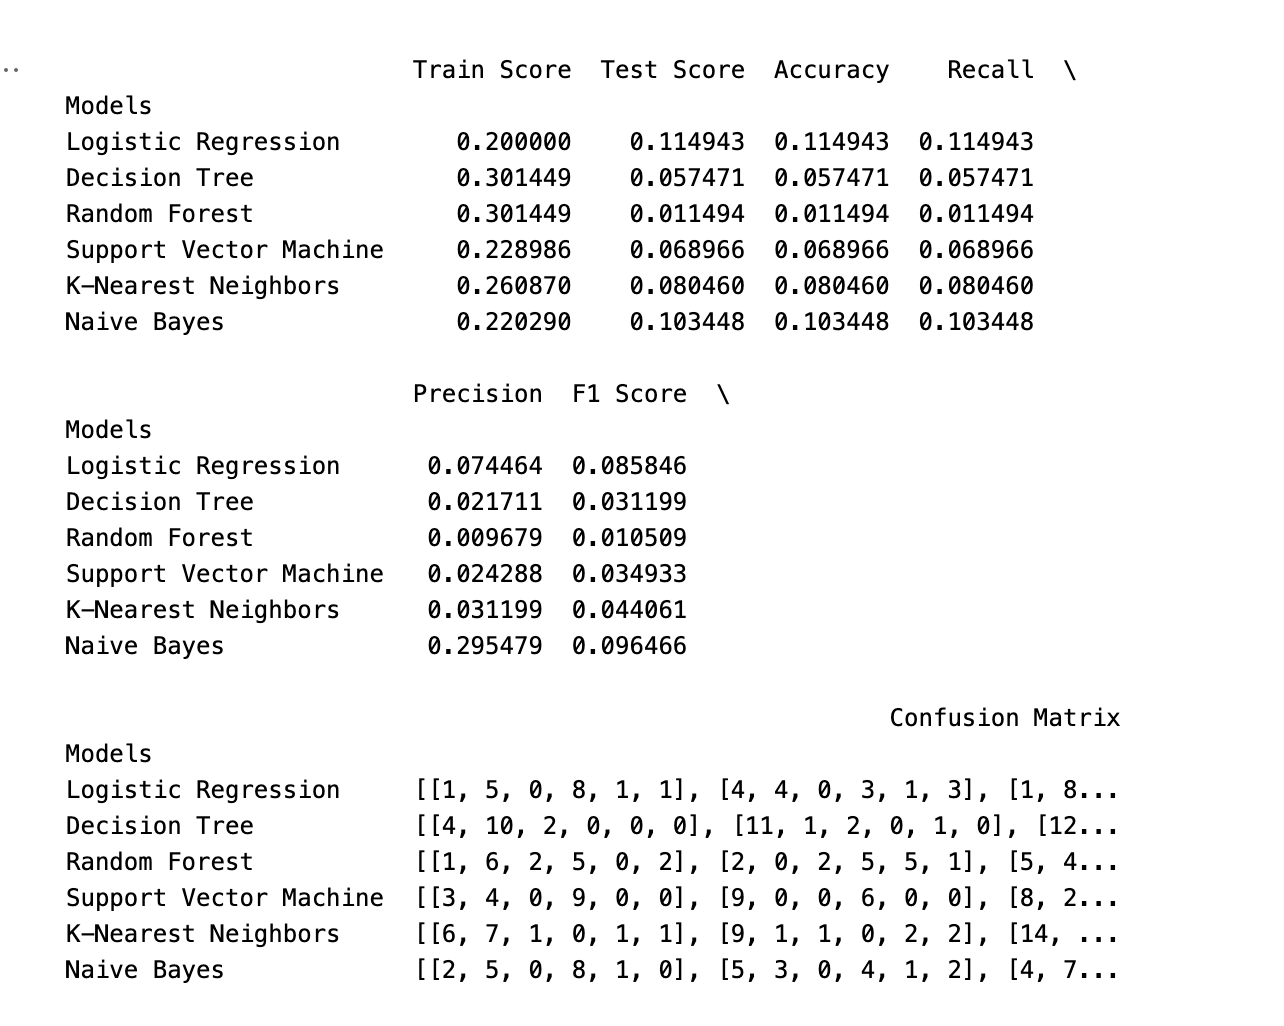 ..
Train Score Test Score Accuracy Recall \
Models
Logistic Regression 0.200000 0.114943 0.114943 0.114943
Decision Tree 0.301449 0.057471 0.057471 0.057471
Random Forest 0.301449 0.011494 0.011494 0.011494
Support Vector Machine 0.228986 0.068966 0.068966 0.068966
K-Nearest Neighbors 0.260870 0.080460 0.080460 0.080460
Naive Bayes 0.220290 0.103448 0.103448 0.103448
Precision F1 Score \
Models
Logistic Regression 0.074464 0.085846
Decision Tree 0.021711 0.031199
Random Forest 0.009679 0.010509
Support Vector Machine 0.024288 0.034933
K-Nearest Neighbors 0.031199 0.044061
Naive Bayes 0.295479 0.096466
Confusion Matrix
Models
Logistic Regression [[1, 5, 0, 8, 1, 1], [4, 4, 0, 3, 1, 3], [1, 8...
Decision Tree [[4, 10, 2, 0, 0, 0], [11, 1, 2, 0, 1, 0], [12...
Random Forest [[1, 6, 2, 5, 0, 2], [2, 0, 2, 5, 5, 1], [5, 4...
Support Vector Machine [[3, 4, 0, 9, 0, 0], [9, 0, 0, 6, 0, 0], [8, 2...
K-Nearest Neighbors [[6, 7, 1, 0, 1, 1], [9, 1, 1, 0, 2, 2], [14, ...
Naive Bayes [[2, 5, 0, 8, 1, 0], [5, 3, 0, 4, 1, 2], [4, 7...